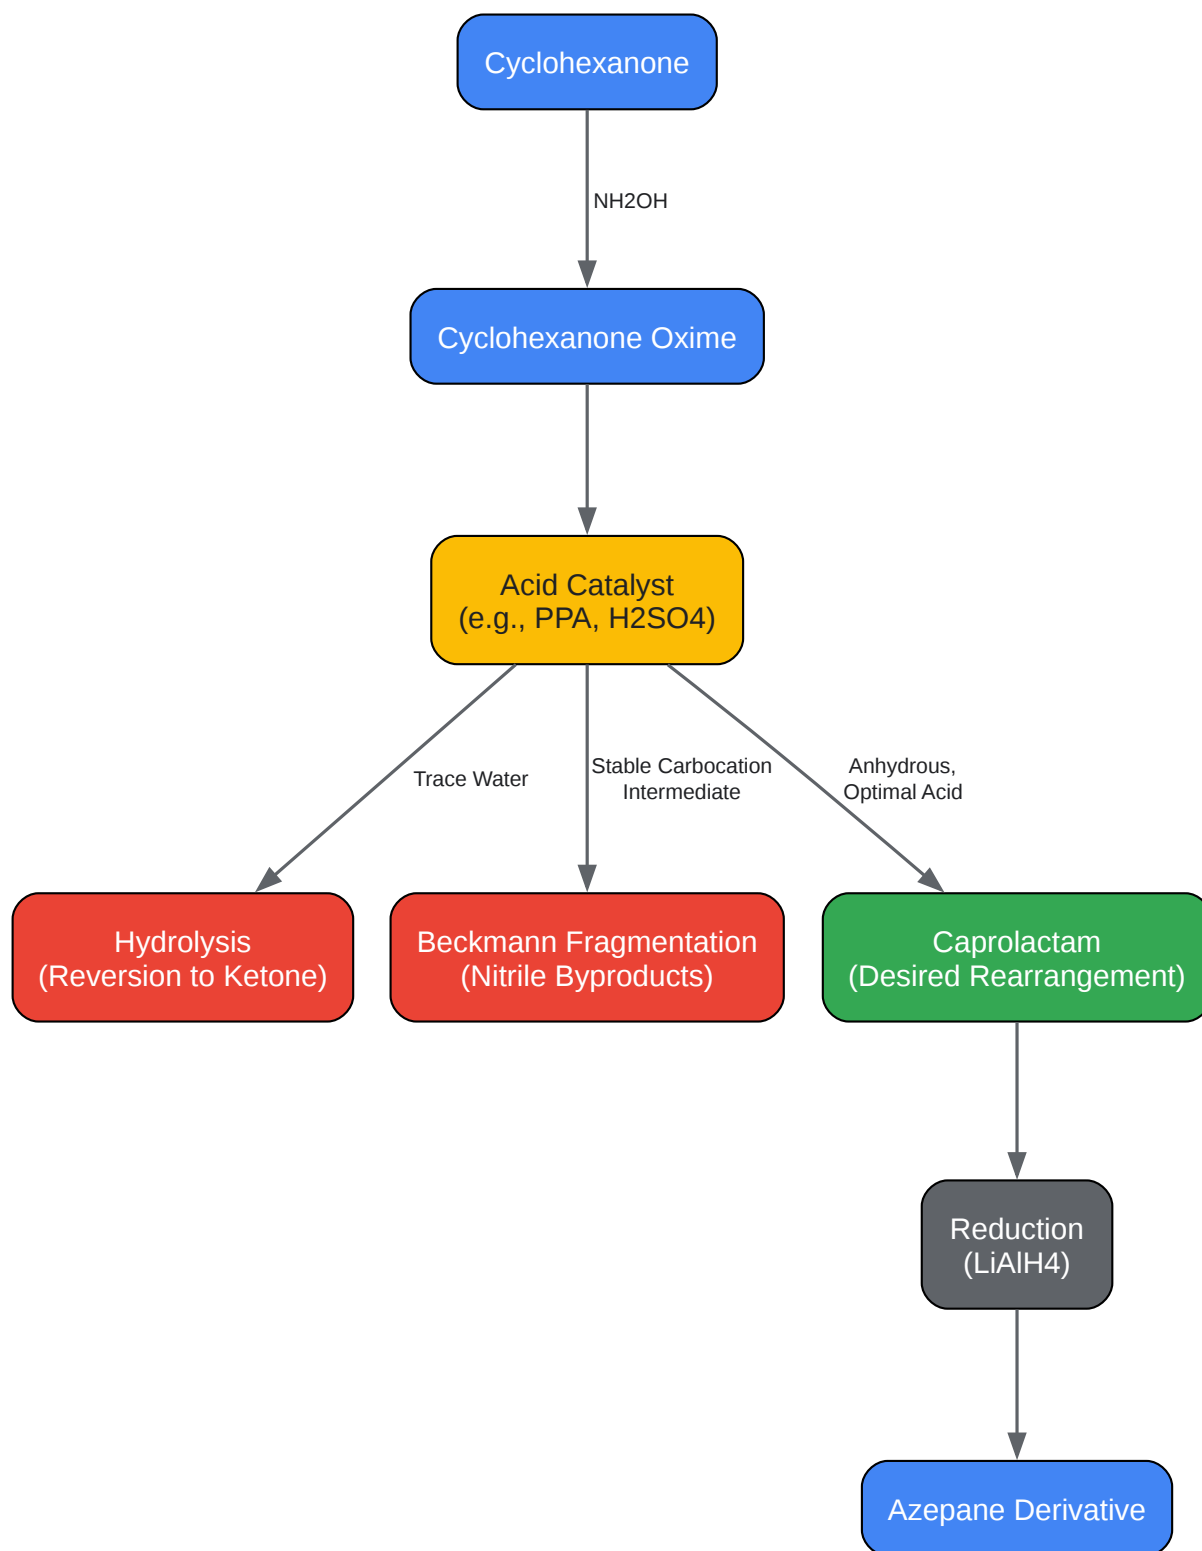 Cyclohexanone
NH2OH
Cyclohexanone Oxime
Acid Catalyst
(e.g., PPA, H2SO4)
Trace Water
Stable Carbocation
Intermediate
Anhydrous,
Optimal Acid
Hydrolysis
(Reversion to Ketone)
Beckmann Fragmentation
(Nitrile Byproducts)
Caprolactam
(Desired Rearrangement)
Reduction
(LiAlH4)
Azepane Derivative